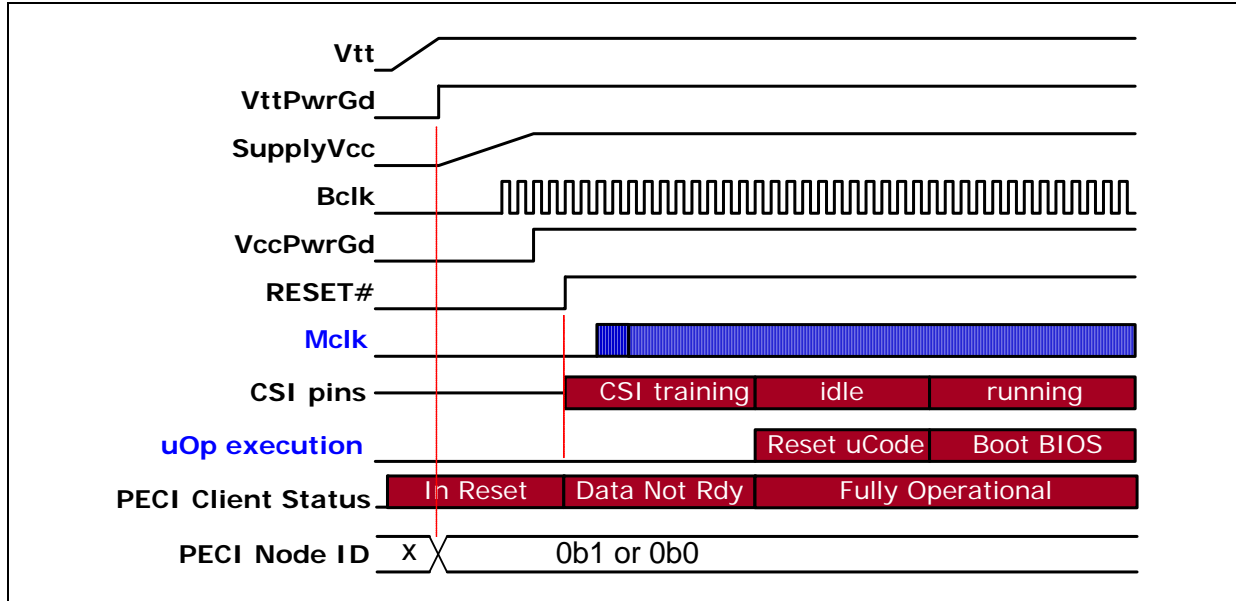 Vtt
VttPwrGd
SupplyVcc
Bclk
VccPwrGd
RESET#
Mclk
CSI pins CSI training idle running
uOp execution Reset uCode Boot BIOS
PECI Client Status In Reset Data Not Rdy Fully Operational
PECI Node ID x 0b1 or 0b0